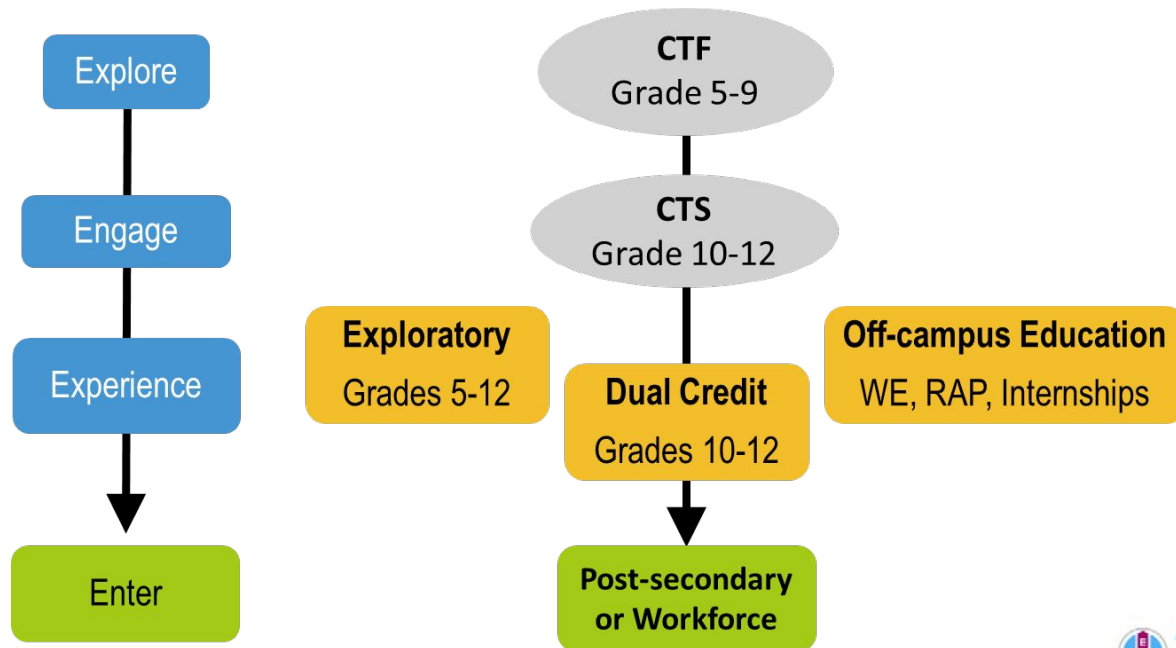 Explore
Engage
Experience
Enter
CTF
Grade 5-9
CTS
Grade 10-12
Exploratory
Grades 5-12
Dual Credit
Grades 10-12
Off-campus Education
WE, RAP, Internships
Post-secondary
or Workforce
E